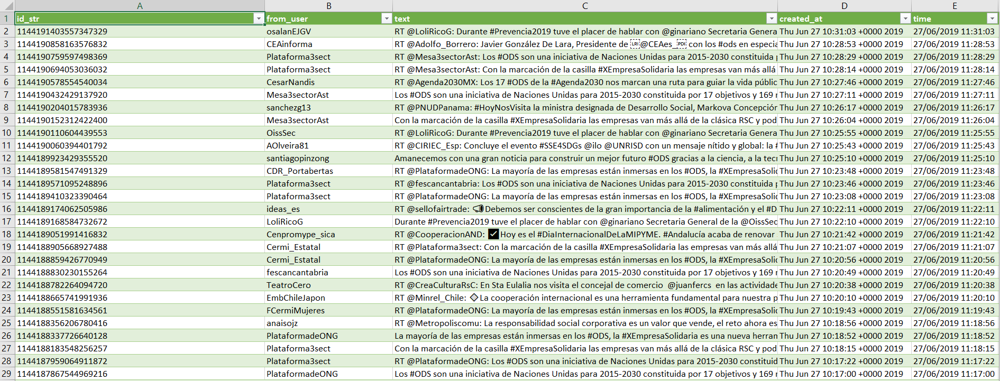 A B C D E
1 id_str from_user text created_at time
2 1144191403557347329 osalanEJGV RT @LoliRicoG: Durante #Prevencia2019 tuve el placer de hablar con @ginariano Secretaria Genera Thu Jun 27 10:31:03 +0000 2019 27/06/2019 11:31:03
3 1144190858163576832 CEAinforma RT @Adolfo_Borrero: Javier González De Lara, Presidente de LRI@CEAes_PDI con los #ods en especia Thu Jun 27 10:28:53 +0000 2019 27/06/2019 11:28:53
4 1144190759597498369 Plataforma3sect RT @Mesa3sectorAst: Los #ODS son una iniciativa de Naciones Unidas para 2015-2030 constituida Thu Jun 27 10:28:29 +0000 2019 27/06/2019 11:28:29
5 1144190694053036032 Plataforma3sect RT @Mesa3sectorAst: Con la marcación de la casilla #XEmpresaSolidaria las empresas van más allá Thu Jun 27 10:28:14 +0000 2019 27/06/2019 11:28:14
6 1144190578554540034 CesarNandis RT @Agenda2030MX: Los 17 #ODS de la #Agenda2030 nos marcan una ruta para guiar la vida públic Thu Jun 27 10:27:46 +0000 2019 27/06/2019 11:27:46
7 1144190432429137920 Mesa3sectorAst Los #ODS son una iniciativa de Naciones Unidas para 2015-2030 constituida por 17 objetivos y 169 Thu Jun 27 10:27:11 +0000 2019 27/06/2019 11:27:11
8 1144190204015783936 sanchezg13 RT @PNUDPanama: #HoyNosVisita la ministra designada de Desarrollo Social, Markova Concepción Thu Jun 27 10:26:17 +0000 2019 27/06/2019 11:26:17
9 1144190152312422400 Mesa3sectorAst Con la marcación de la casilla #XEmpresaSolidaria las empresas van más allá de la clásica RSC y pod Thu Jun 27 10:26:04 +0000 2019 27/06/2019 11:26:04
10 1144190110604439553 OissSec RT @LoliRicoG: Durante #Prevencia2019 tuve el placer de hablar con @ginariano Secretaria Genera Thu Jun 27 10:25:55 +0000 2019 27/06/2019 11:25:55
11 1144190060394401792 AOlveira81 RT @CIRIEC_Esp: Concluye el evento #SSE4SDGs @ilo @UNRISD con un mensaje nítido y global: la # Thu Jun 27 10:25:43 +0000 2019 27/06/2019 11:25:43
12 1144189923429355520 santiagopinzong Amanecemos con una gran noticia para construir un mejor futuro #ODS gracias a la ciencia, a la tec Thu Jun 27 10:25:10 +0000 2019 27/06/2019 11:25:10
13 1144189581547491329 CDR_Portabertas RT @PlataformadeONG: La mayoría de las empresas están inmersas en los #ODS, la #XEmpresaSolid Thu Jun 27 10:23:48 +0000 2019 27/06/2019 11:23:48
14 1144189571095248896 Plataforma3sect RT @fescancantabria: Los #ODS son una iniciativa de Naciones Unidas para 2015-2030 constituida Thu Jun 27 10:23:46 +0000 2019 27/06/2019 11:23:46
15 1144189410323390464 Plataforma3sect RT @PlataformadeONG: La mayoría de las empresas están inmersas en los #ODS, la #XEmpresaSolid Thu Jun 27 10:23:08 +0000 2019 27/06/2019 11:23:08
16 1144189174062505986 ideas_es RT @sellofairtrade: 📢Debemos ser conscientes de la gran importancia de la #alimentación y el #D Thu Jun 27 10:22:11 +0000 2019 27/06/2019 11:22:11
17 1144189168584732672 LoliRicoG Durante #Prevencia2019 tuve el placer de hablar con @ginariano Secretaria General de la @OissSec Thu Jun 27 10:22:10 +0000 2019 27/06/2019 11:22:10
18 1144189051991416832 Cenpromype_sica RT @CooperacionAND: ✅Hoy es el #DiaInternacionalDeLaMIPYME. #Andalucía acaba de renovar Thu Jun 27 10:21:42 +0000 2019 27/06/2019 11:21:42
19 1144188905668927488 Cermi_Estatal RT @Plataforma3sect: Con la marcación de la casilla #XEmpresaSolidaria las empresas van más allá Thu Jun 27 10:21:07 +0000 2019 27/06/2019 11:21:07
20 1144188859426770949 Cermi_Estatal RT @PlataformadeONG: La mayoría de las empresas están inmersas en los #ODS, la #XEmpresaSolid Thu Jun 27 10:20:56 +0000 2019 27/06/2019 11:20:56
21 1144188830230155264 fescancantabria Los #ODS son una iniciativa de Naciones Unidas para 2015-2030 constituida por 17 objetivos y 169 Thu Jun 27 10:20:49 +0000 2019 27/06/2019 11:20:49
22 1144188782264094720 TeatroCero RT @CreaCulturaRsC: En Sta Eulalia nos visita el concejal de comercio @juanfercs en las actividade Thu Jun 27 10:20:38 +0000 2019 27/06/2019 11:20:38
23 1144188665741991936 EmbChileJapon RT @Minrel_Chile: 🔹La cooperación internacional es una herramienta fundamental para nuestra p Thu Jun 27 10:20:10 +0000 2019 27/06/2019 11:20:10
24 1144188551581634561 FCermiMujeres RT @PlataformadeONG: La mayoría de las empresas están inmersas en los #ODS, la #XEmpresaSolid Thu Jun 27 10:19:43 +0000 2019 27/06/2019 11:19:43
25 1144188356206780416 anaisojz RT @Metropoliscomu: La responsabilidad social corporativa es un valor que vende, el reto ahora es Thu Jun 27 10:18:56 +0000 2019 27/06/2019 11:18:56
26 1144188337726640128 PlataformadeONG La mayoría de las empresas están inmersas en los #ODS, la #XEmpresaSolidaria es una nueva herran Thu Jun 27 10:18:52 +0000 2019 27/06/2019 11:18:52
27 1144188183548256257 Plataforma3sect Con la marcación de la casilla #XEmpresaSolidaria las empresas van más allá de la clásica RSC y pod Thu Jun 27 10:18:15 +0000 2019 27/06/2019 11:18:15
28 1144187959064911872 Plataforma3sect RT @PlataformadeONG: Los #ODS son una iniciativa de Naciones Unidas para 2015-2030 constituid Thu Jun 27 10:17:22 +0000 2019 27/06/2019 11:17:22
29 1144187867544969216 PlataformadeONG Los #ODS son una iniciativa de Naciones Unidas para 2015-2030 constituida por 17 objetivos y 169 Thu Jun 27 10:17:00 +0000 2019 27/06/2019 11:17:00